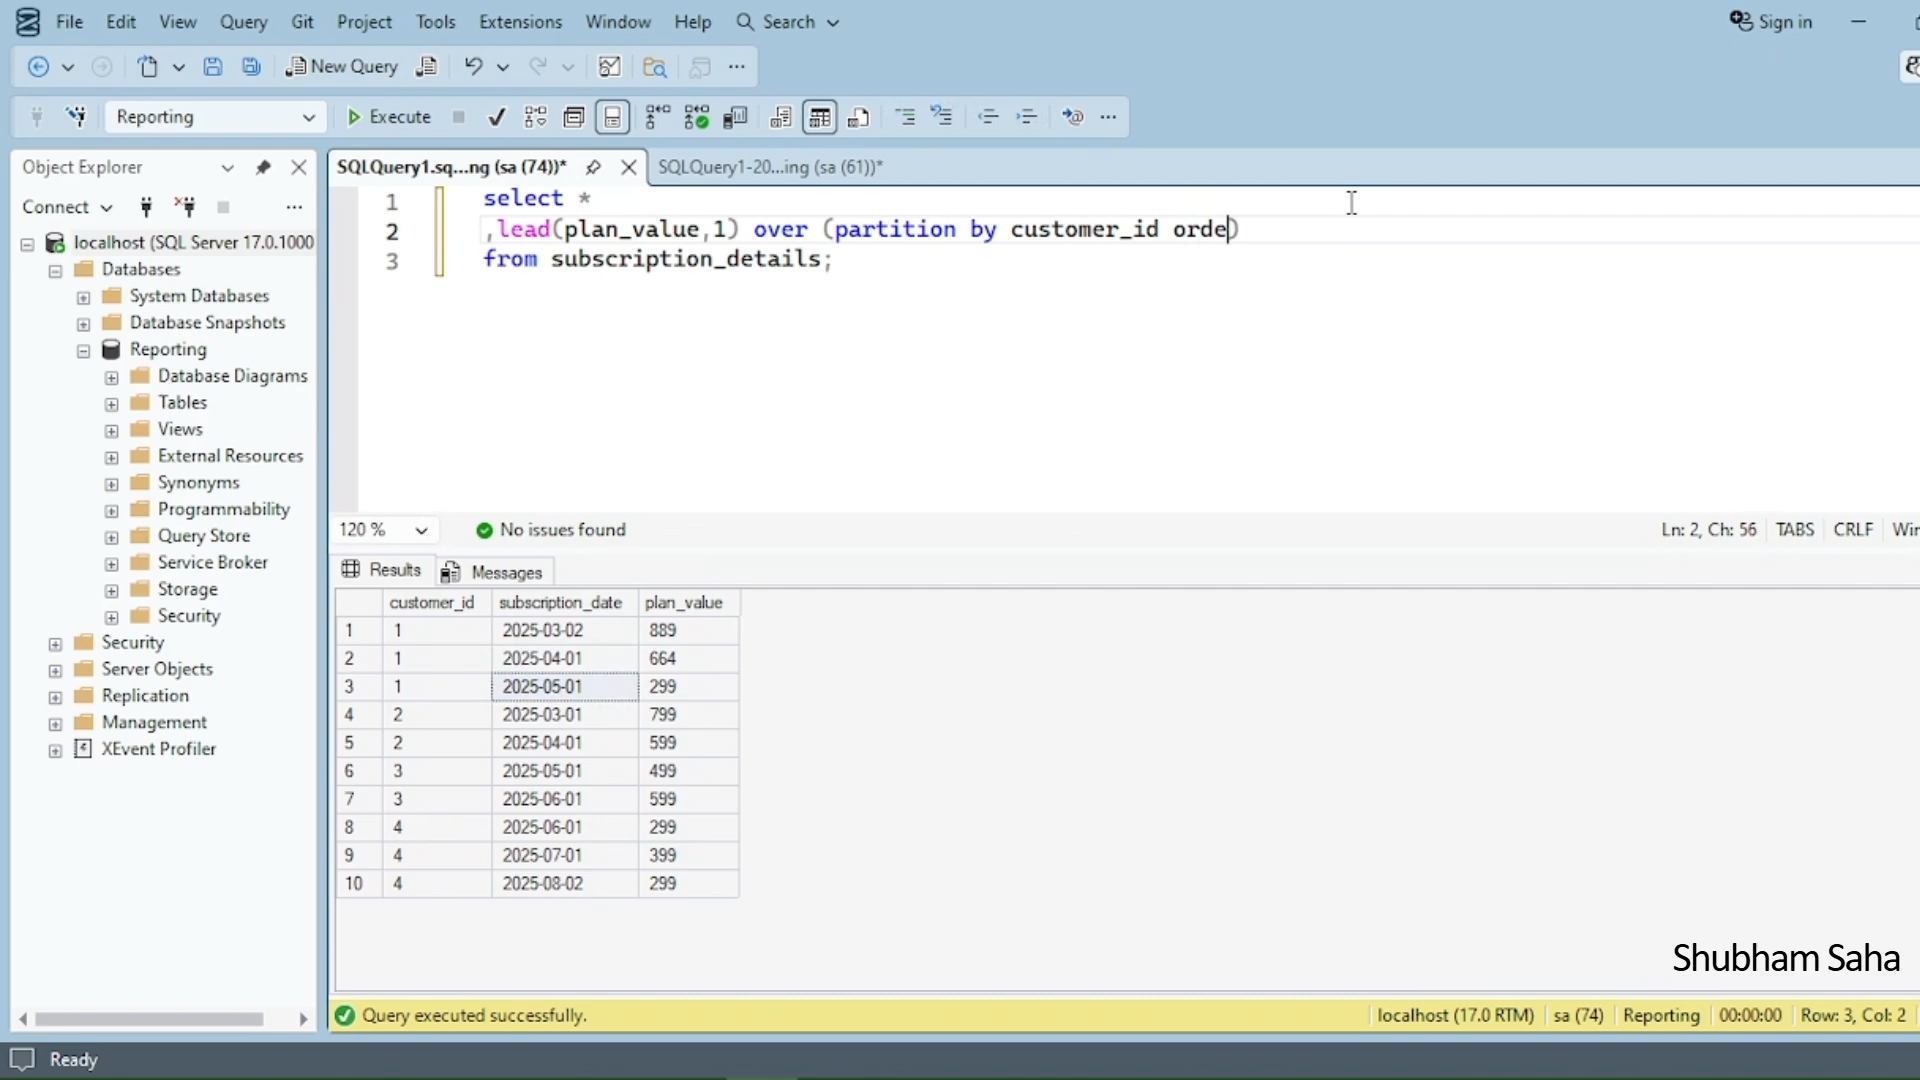 File Edit View Query Git Project Tools Extensions Window Help Search Sign in
New Query
Reporting Execute
Object Explorer
Connect
localhost (SQL Server 17.0.1000
Databases
System Databases
Database Snapshots
Reporting
Database Diagrams
Tables
Views
External Resources
Synonyms
Programmability
Query Store
Service Broker
Storage
Security
Security
Server Objects
Replication
Management
XEvent Profiler
SQLQuery1.sq...ng (sa (74))* SQLQuery1-20...ing (sa (61))*
1 select *
2 ,lead(plan_value,1) over (partition by customer_id orde)
3 from subscription_details;
120 % No issues found Ln: 2, Ch: 56 TABS CRLF Win
Results Messages
customer_id subscription_date plan_value
1 1 2025-03-02 889
2 1 2025-04-01 664
3 1 2025-05-01 299
4 2 2025-03-01 799
5 2 2025-04-01 599
6 3 2025-05-01 499
7 3 2025-06-01 599
8 4 2025-06-01 299
9 4 2025-07-01 399
10 4 2025-08-02 299
Shubham Saha
Query executed successfully. localhost (17.0 RTM) sa (74) Reporting 00:00:00 Row: 3, Col: 2
Ready